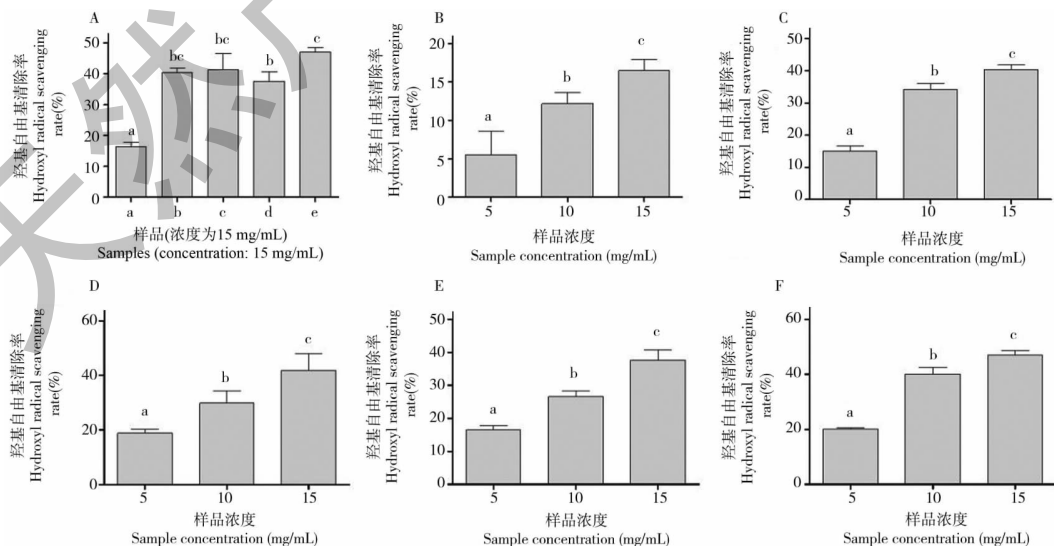 天然
A
羟基自由基清除率
Hydroxyl radical scavenging
rate(%)
50
40
30
20
10
0
a
bc
bc
b
c
a
b
c
d
e
样品(浓度为15 mg/mL)
Samples (concentration: 15 mg/mL)
B
羟基自由基清除率
Hydroxyl radical scavenging
rate(%)
20
15
10
5
0
a
b
c
5
10
15
样品浓度
Sample concentration (mg/mL)
C
羟基自由基清除率
Hydroxyl radical scavenging
rate(%)
50
40
30
20
10
0
a
b
c
5
10
15
样品浓度
Sample concentration (mg/mL)
D
羟基自由基清除率
Hydroxyl radical scavenging
rate(%)
60
40
20
0
a
b
c
5
10
15
样品浓度
Sample concentration (mg/mL)
E
羟基自由基清除率
Hydroxyl radical scavenging
rate(%)
50
40
30
20
10
0
a
b
c
5
10
15
样品浓度
Sample concentration (mg/mL)
F
羟基自由基清除率
Hydroxyl radical scavenging
rate(%)
60
40
20
0
a
b
c
5
10
15
样品浓度
Sample concentration (mg/mL)